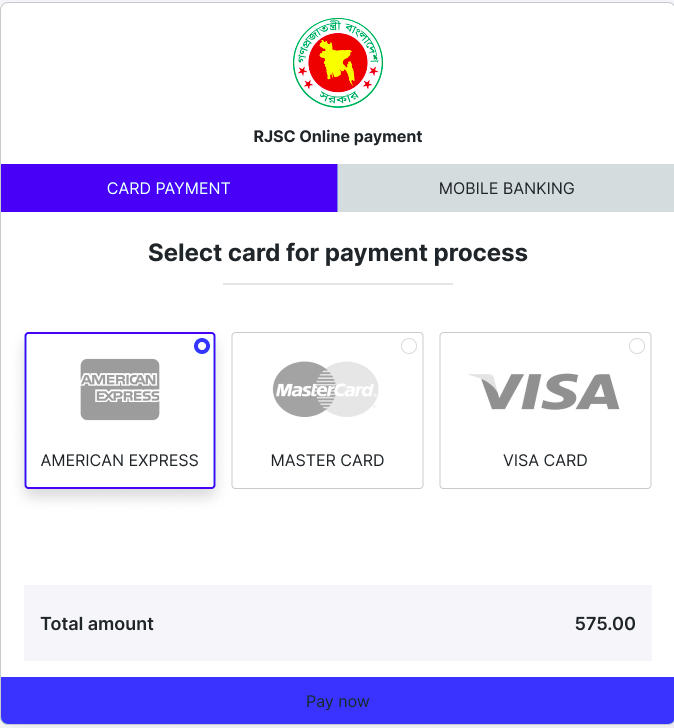 গণপ্রজাতন্ত্রী বাংলাদেশ
সরকার
RJSC Online payment
CARD PAYMENT
MOBILE BANKING
Select card for payment process
AMERICAN
EXPRESS
MasterCard
VISA
AMERICAN EXPRESS
MASTER CARD
VISA CARD
Total amount
575.00
Pay now